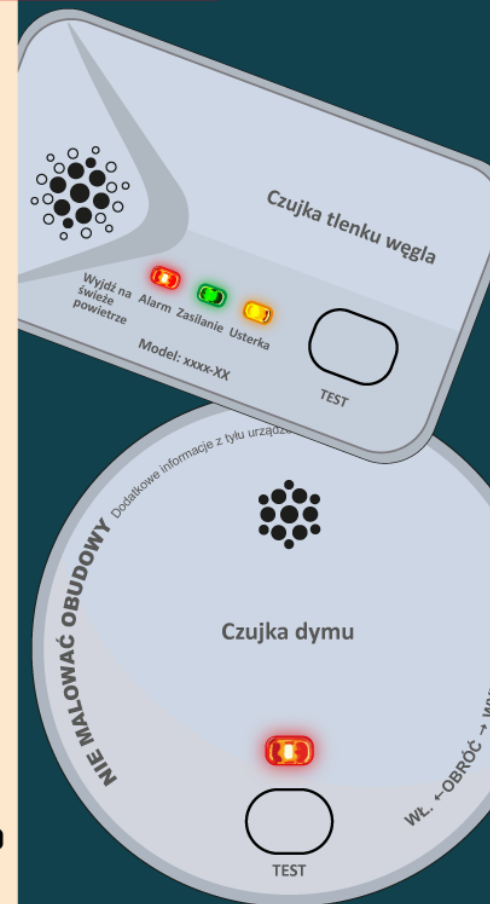 Czujka tlenku węgla
Wyjdź na
świeże
powietrze
Alarm Zasilanie Usterka
Model: xxxx-XX
TEST
Dodatkowe informacje z tyłu
NIE MALOWAĆ OBUDOWY
Czujka dymu
WŁ. ←OBRÓĆ →
TEST